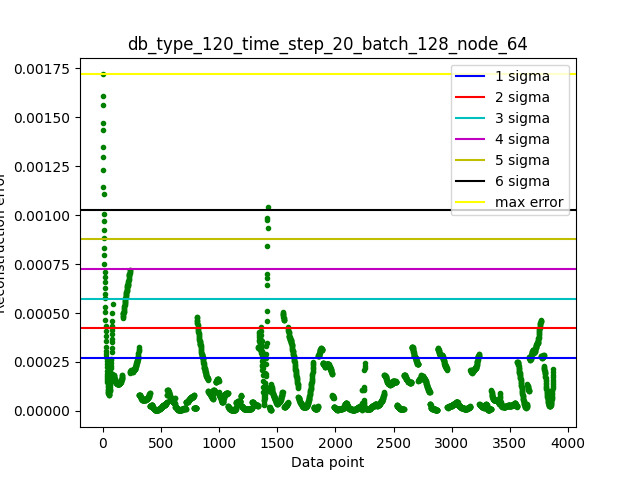 db_type_120_time_step_20_batch_128_node_64
Reconstruction error
0.00175
0.00150
0.00125
0.00100
0.00075
0.00050
0.00025
0.00000
1 sigma
2 sigma
3 sigma
4 sigma
5 sigma
6 sigma
max error
0
500
1000
1500
2000
2500
3000
3500
4000
Data point